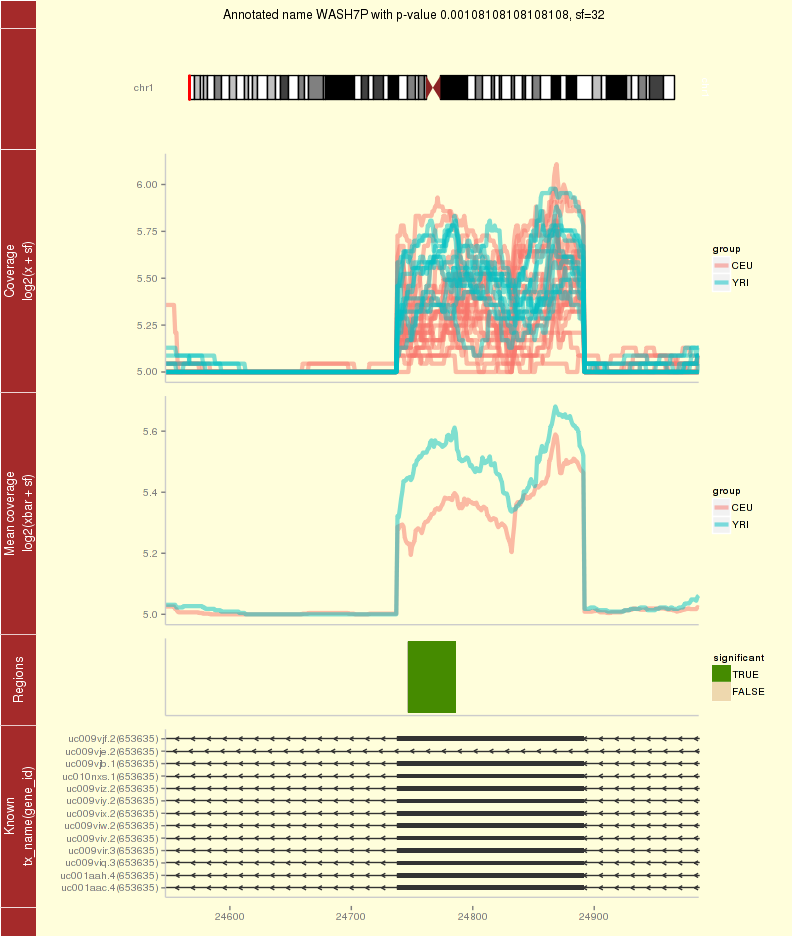 Annotated name WASH7P with p-value 0.00108108108108108, sf=32
chr1
Coverage
log2(x + sf)
6.00
5.75
5.50
5.25
5.00
group
CEU
YRI
Mean coverage
log2(xbar + sf)
5.6
5.4
5.2
5.0
group
CEU
YRI
Regions
significant
TRUE
FALSE
Known
tx_name(gene_id)
uc009vjf.2(653635)
uc009vje.2(653635)
uc009vjb.1(653635)
uc010nxs.1(653635)
uc009viz.2(653635)
uc009viy.2(653635)
uc009vix.2(653635)
uc009viw.2(653635)
uc009viv.2(653635)
uc009vir.3(653635)
uc009viq.3(653635)
uc001aah.4(653635)
uc001aac.4(653635)
24600
24700
24800
24900